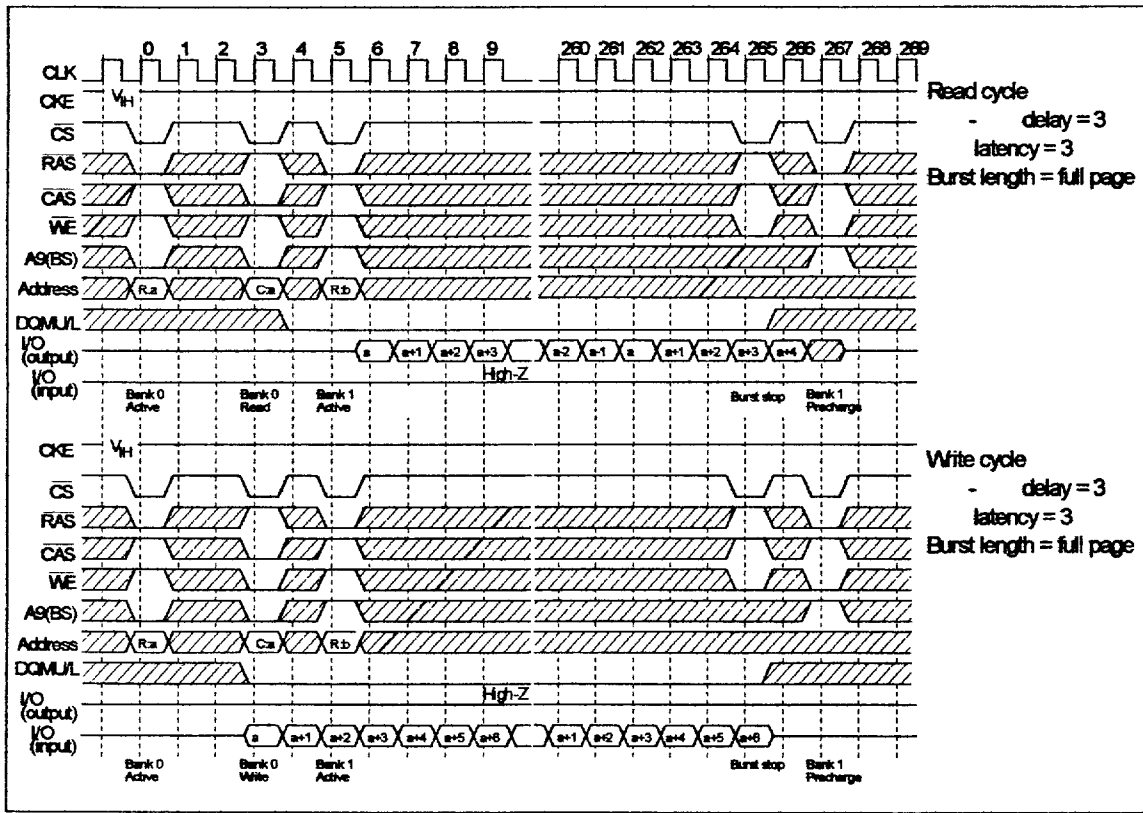 0 1 2 3 4 5 6 7 8 9 260 261 262 263 264 265 266 267 268 269
CLK
CKE VIH
CS
RAS
CAS
WE
A9(BS)
Address R:a C:a R:b
DQMU/L
I/O (output) a a+1 a+2 a+3 a-2 a-1 a a+1 a+2 a+3 a+4
I/O (input) High-Z
Bank 0 Active Bank 0 Read Bank 1 Active Burst stop Bank 1 Precharge
Read cycle
- delay = 3
latency = 3
Burst length = full page
CKE VIH
CS
RAS
CAS
WE
A9(BS)
Address R:a C:a R:b
DQMU/L
I/O (output) High-Z
I/O (input) a a+1 a+2 a+3 a+4 a+5 a+6 a+1 a+2 a+3 a+4 a+5 a+6
Bank 0 Active Bank 0 Write Bank 1 Active Burst stop Bank 1 Precharge
Write cycle
- delay = 3
latency = 3
Burst length = full page